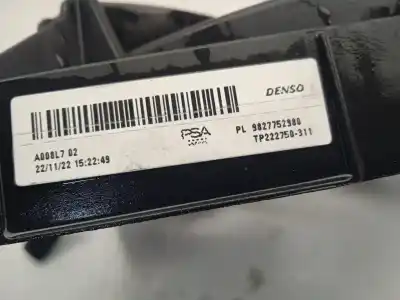 DENSO
PSA
PL 9827752980
A008L7 02
TP222750-311
22/11/22 15:22:49